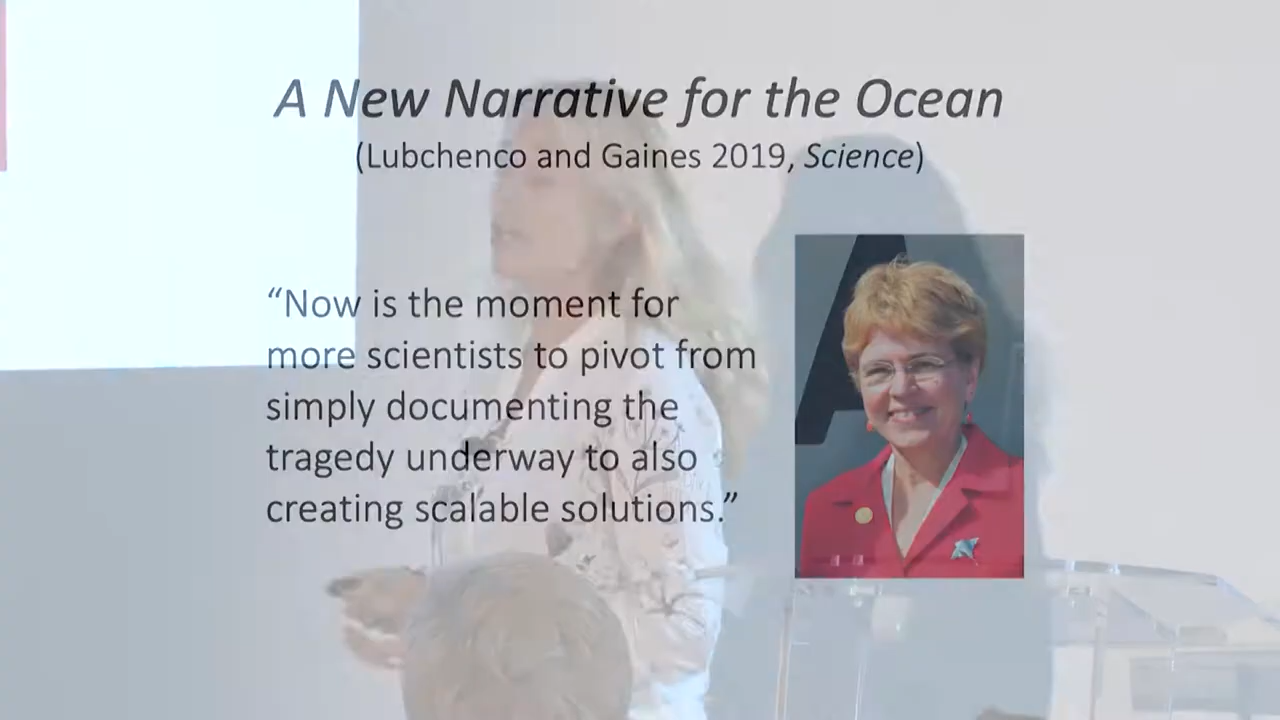 A New Narrative for the Ocean
(Lubchenco and Gaines 2019, Science)
“Now is the moment for
more scientists to pivot from
simply documenting the
tragedy underway to also
creating scalable solutions.”